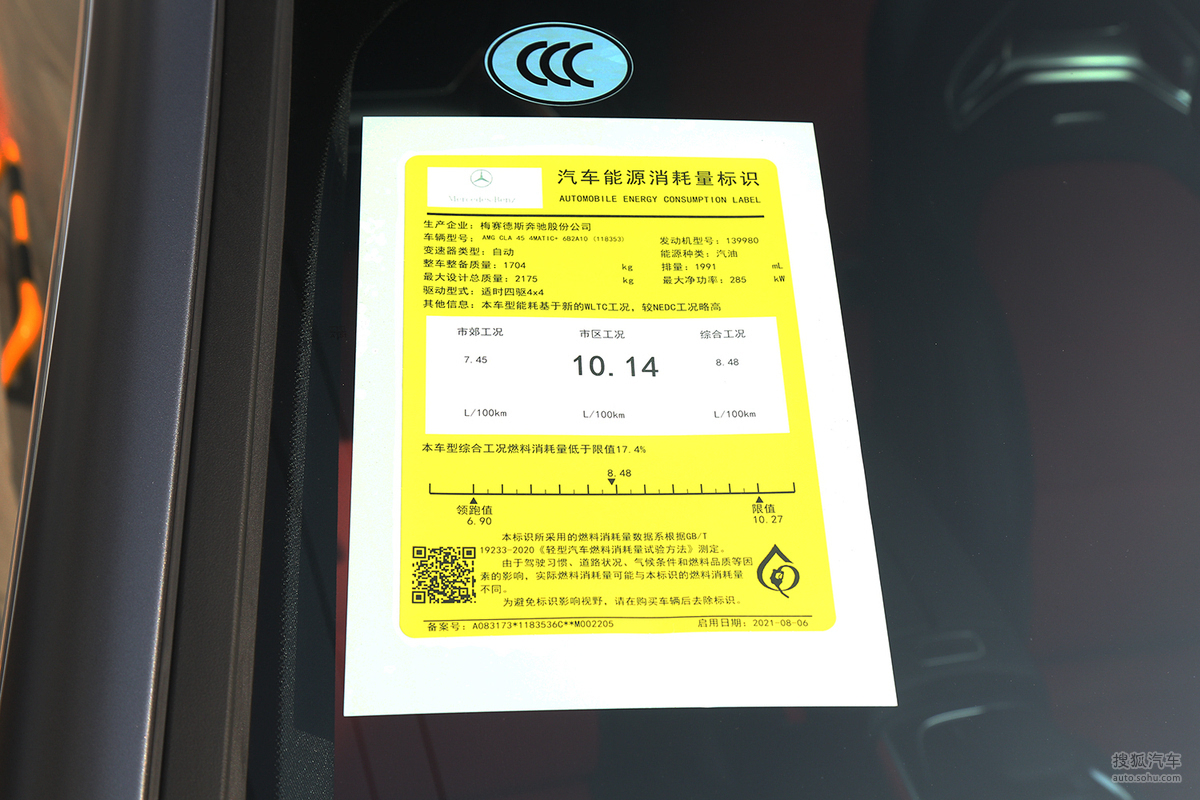 CCC
Mercedes-Benz
汽车能源消耗量标识
AUTOMOBILE ENERGY CONSUMPTION LABEL
生产企业：梅赛德斯奔驰股份公司
车辆型号：AMG CLA 45 4MATIC+ 6B2A10 (118353)
发动机型号：139980
变速器类型：自动
能源种类：汽油
整车整备质量：1704 kg
排量：1991 mL
最大设计总质量：2175 kg
最大净功率：285 kW
驱动型式：适时四驱4x4
其他信息：本车型能耗基于新的WLTC工况，较NEDC工况略高
市郊工况 市区工况 综合工况
7.45 10.14 8.48
L/100km L/100km L/100km
本车型综合工况燃料消耗量低于限值17.4%
8.48
领跑值 限值
6.90 10.27
本标识所采用的燃料消耗量数据系根据GB/T
19233-2020《轻型汽车燃料消耗量试验方法》测定。
由于驾驶习惯、道路状况、气候条件和燃料品质等因
素的影响，实际燃料消耗量可能与本标识的燃料消耗量
不同。
为避免标识影响视野，请在购买车辆后去除标识。
备案号：A083173*1183536C**M002205 启用日期：2021-08-06
搜狐汽车
auto.sohu.com